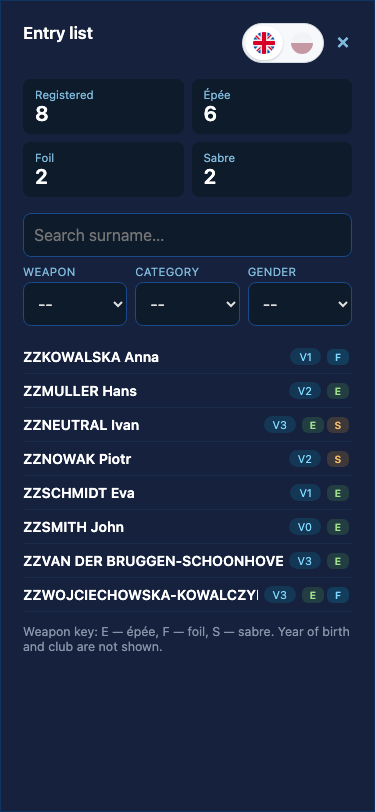 Entry list
×
Registered
8
Épée
6
Foil
2
Sabre
2
Search surname...
WEAPON
CATEGORY
GENDER
--
--
--
ZZKOWALSKA Anna V1 F
ZZMULLER Hans V2 E
ZZNEUTRAL Ivan V3 E S
ZZNOWAK Piotr V2 S
ZZSCHMIDT Eva V1 E
ZZSMITH John V0 E
ZZVAN DER BRUGGEN-SCHOONHOVE V3 E
ZZWOJCIECHOWSKA-KOWALCZY V3 E F
Weapon key: E — épée, F — foil, S — sabre. Year of birth
and club are not shown.